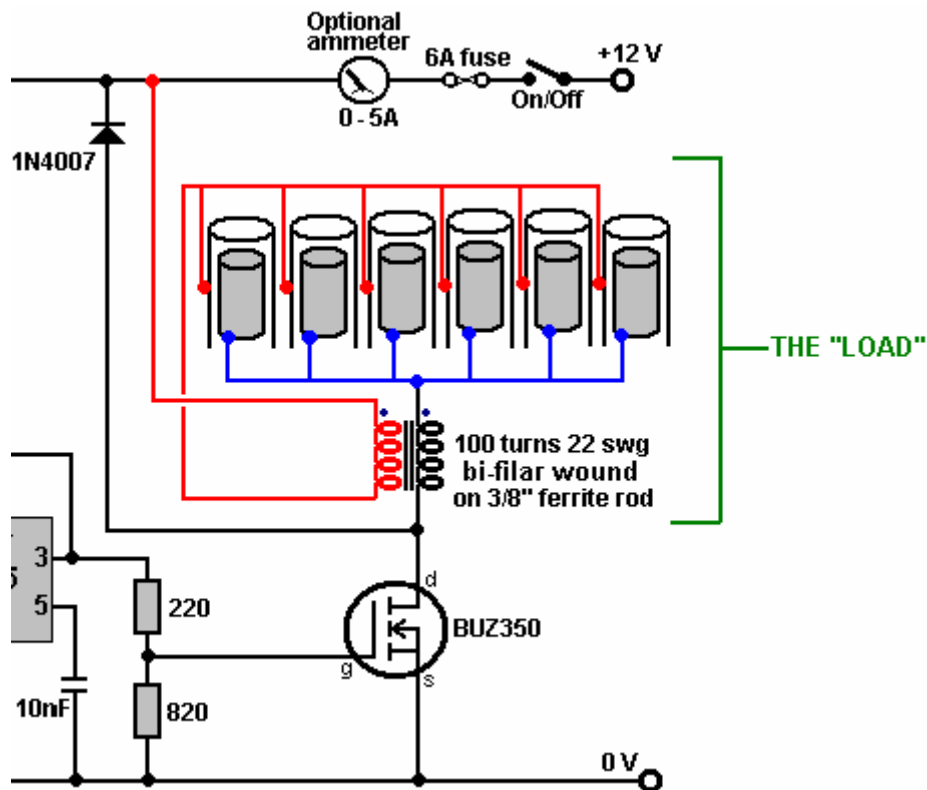 Optional
ammeter
6A fuse
+12 V
On/Off
0 - 5A
1N4007
THE "LOAD"
100 turns 22 swg
bi-filar wound
on 3/8" ferrite rod
3
5
5
220
d
BUZ350
g
s
10nF
820
0 V